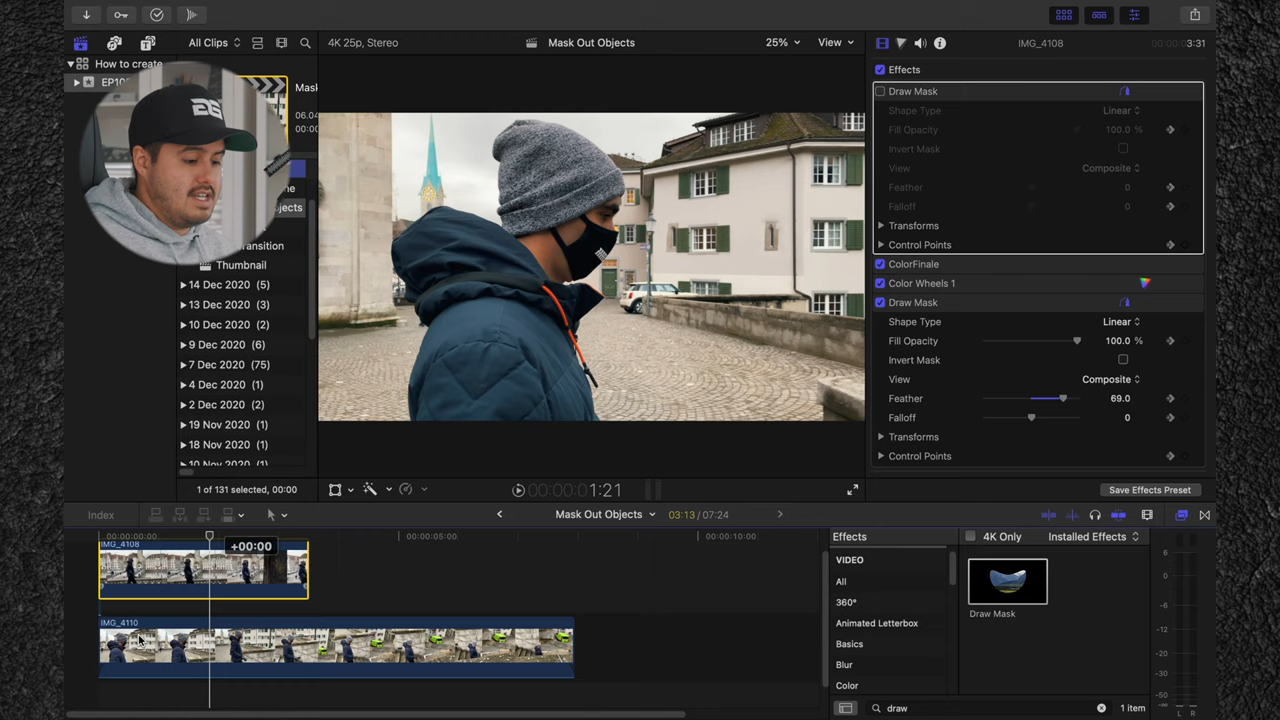 All Clips
4K 25p, Stereo
Mask Out Objects
25%
View
IMG_4108
3:31
How to create
EP10
Mask
06.04
00:00
ne
ojects
ansition
Thumbnail
14 Dec 2020 (5)
13 Dec 2020 (3)
10 Dec 2020 (2)
9 Dec 2020 (6)
7 Dec 2020 (75)
4 Dec 2020 (1)
2 Dec 2020 (2)
19 Nov 2020 (1)
18 Nov 2020 (1)
10 Nov 2020 (1)
1 of 131 selected, 00:00
00:00:00:01:21
Effects
Draw Mask
Shape Type
Linear
Fill Opacity
100.0 %
Invert Mask
View
Composite
Feather
0
Falloff
0
Transforms
Control Points
ColorFinale
Color Wheels 1
Draw Mask
Shape Type
Linear
Fill Opacity
100.0 %
Invert Mask
View
Composite
Feather
69.0
Falloff
0
Transforms
Control Points
Save Effects Preset
Index
Mask Out Objects
03:13 / 07:24
00:00:00:00
00:00:05:00
00:00:10:00
+00:00
IMG_4108
IMG_4110
Effects
4K Only
Installed Effects
VIDEO
All
360°
Animated Letterbox
Basics
Blur
Color
Draw Mask
draw
1 item
6
0
-6
-12
-20
-30
-50
-∞
L R